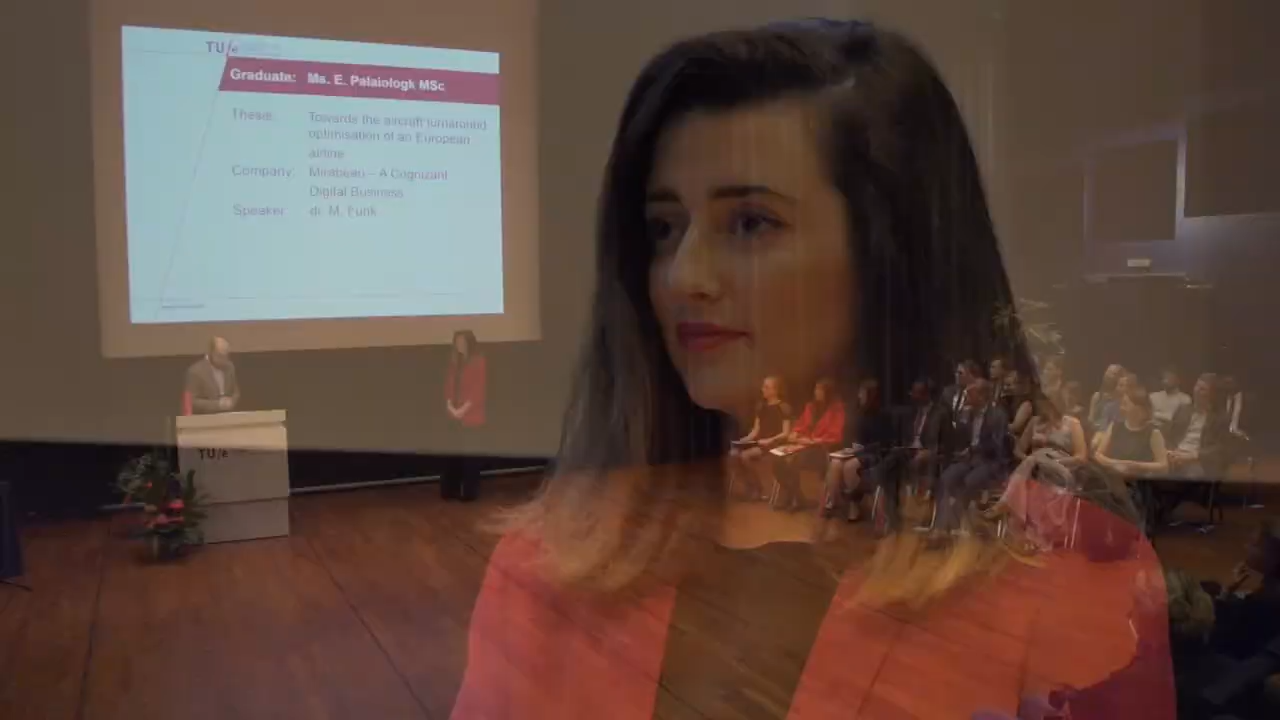 TU/e
Graduate: Ms. E. Palaiologk MSc
Thesis: Towards the aircraft turnaround
optimisation of an European
airline
Company: Mirabeau – A Cognizant
Digital Business
Speaker: dr. M. Funk
TU/e